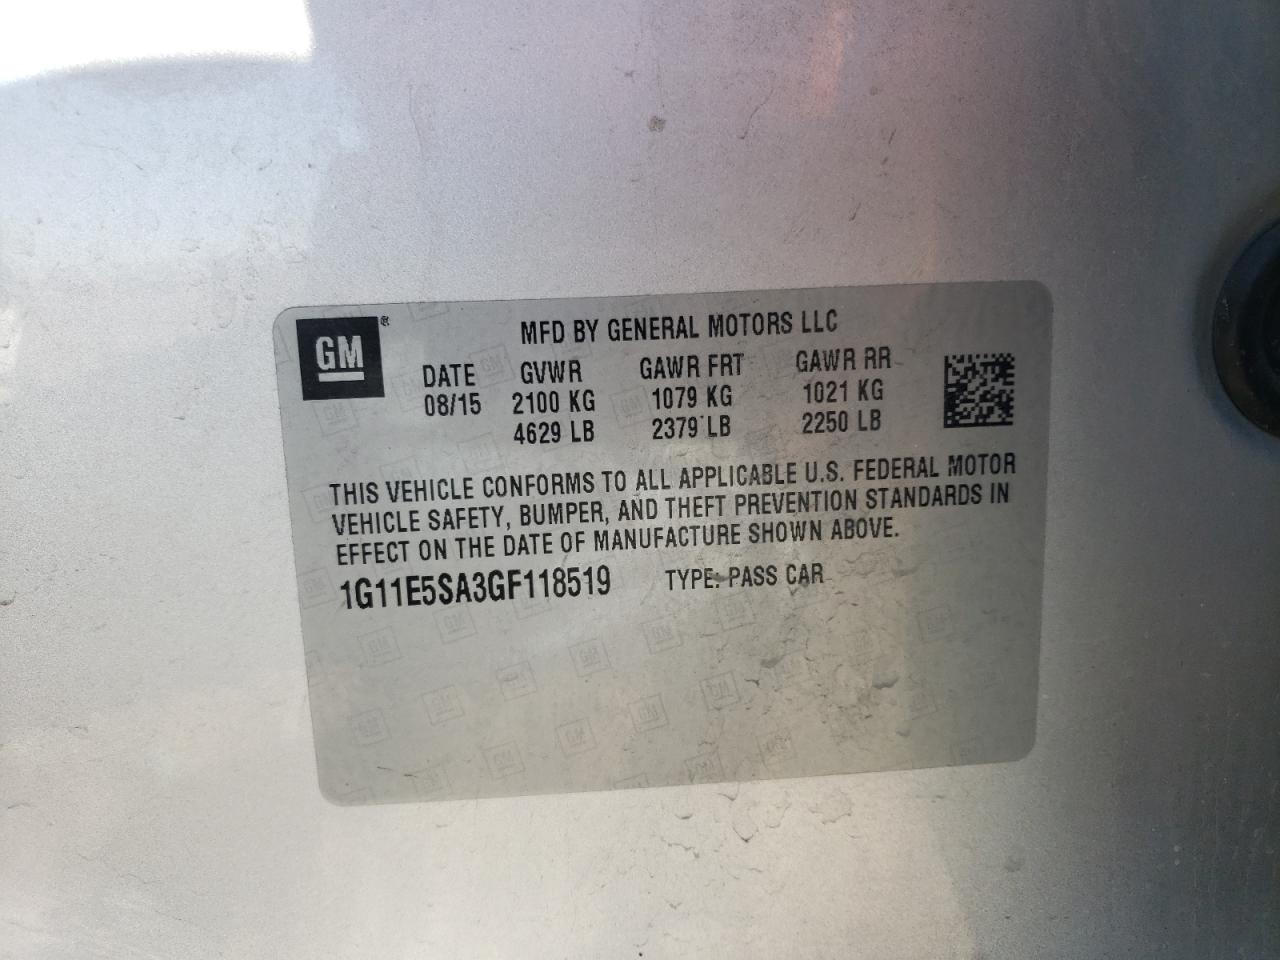 GM®
MFD BY GENERAL MOTORS LLC
DATE GVWR GAWR FRT GAWR RR
08/15 2100 KG 1079 KG 1021 KG
4629 LB 2379 LB 2250 LB
THIS VEHICLE CONFORMS TO ALL APPLICABLE U.S. FEDERAL MOTOR
VEHICLE SAFETY, BUMPER, AND THEFT PREVENTION STANDARDS IN
EFFECT ON THE DATE OF MANUFACTURE SHOWN ABOVE.
1G11E5SA3GF118519 TYPE: PASS CAR